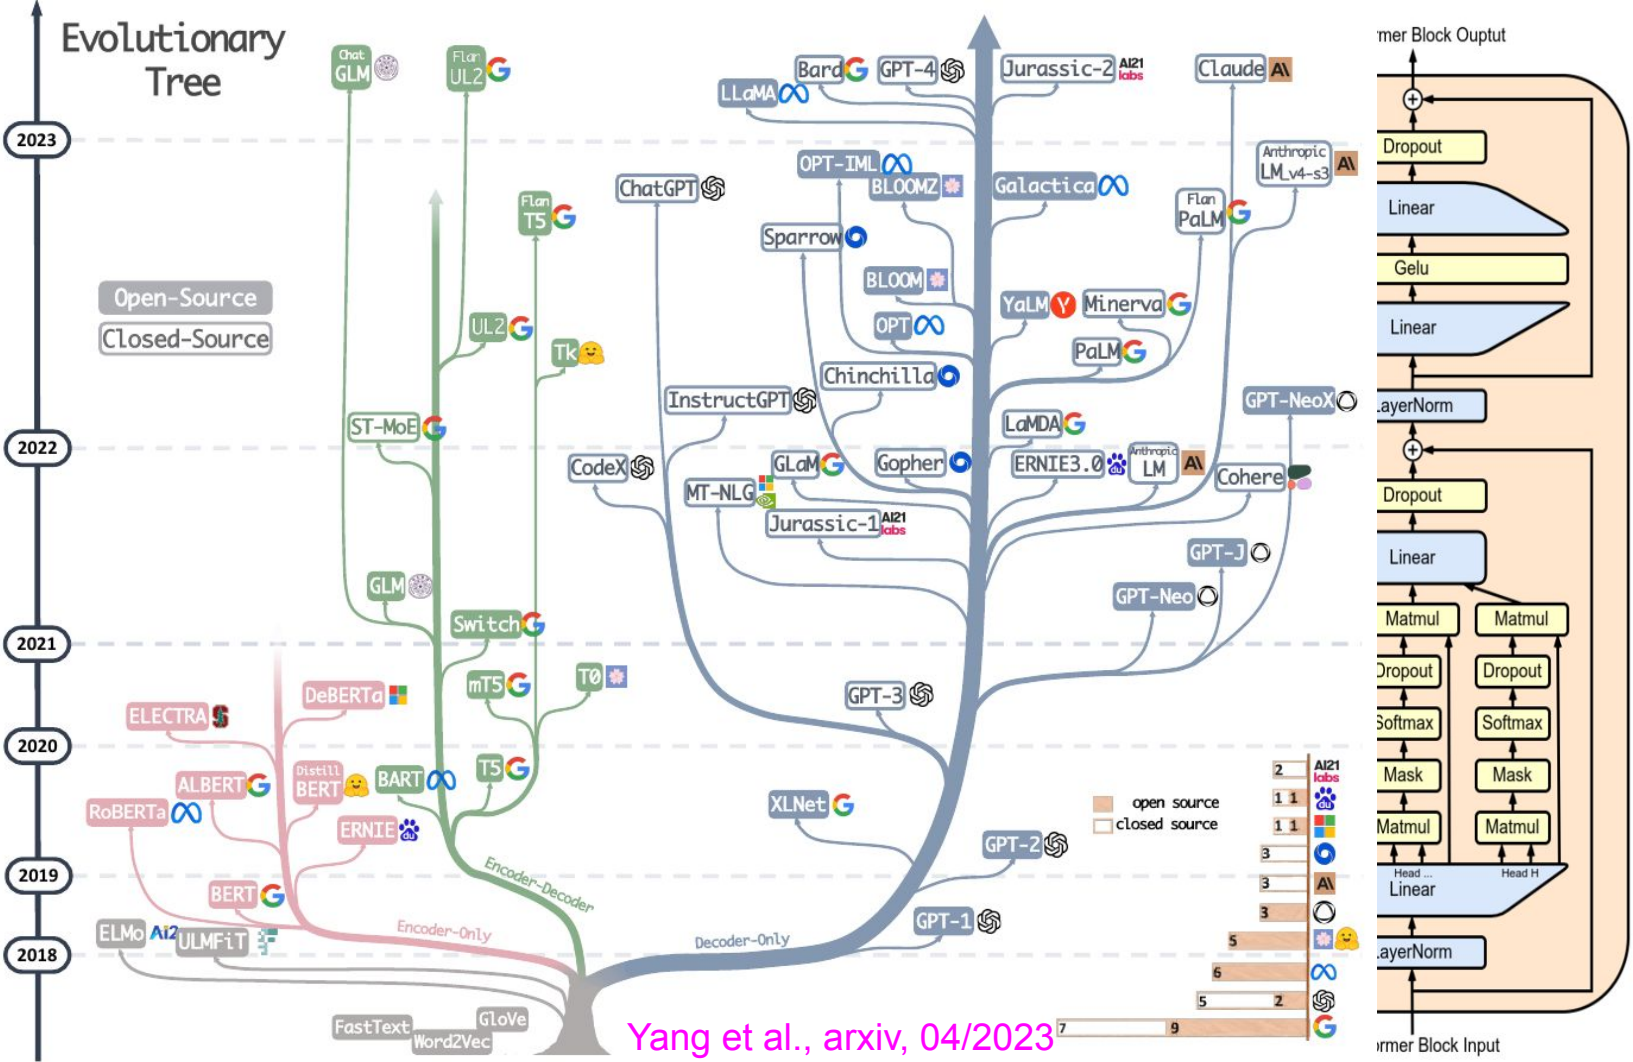 Evolutionary
Tree
2023
2022
2021
2020
2019
2018
Open-Source
Closed-Source
Chat
GLM
Flan
UL2
Flan
T5
UL2
Tk
ST-MoE
GLM
Switch
mT5
T0
T5
BART
Encoder-Decoder
DeBERTa
ELECTRA
ALBERT
Distill
BERT
RoBERTa
ERNIE
BERT
Encoder-Only
ELMo
Ai2
ULMFiT
FastText
GloVe
Word2Vec
Bard
GPT-4
Jurassic-2
AI21
labs
Claude
A\
LLaMA
OPT-IML
BLOOMZ
Galactica
Anthropic
LM_v4-s3
A\
ChatGPT
Flan
PaLM
Sparrow
BLOOM
YaLM
Minerva
OPT
PaLM
Chinchilla
InstructGPT
GPT-NeoX
LaMDA
CodeX
GLaM
Gopher
ERNIE3.0
du
Anthropic
LM
A\
Cohere
MT-NLG
Jurassic-1
AI21
labs
GPT-J
GPT-Neo
GPT-3
XLNet
GPT-2
GPT-1
Decoder-Only
open source
closed source
2 AI21
labs
1 1 du
1 1
3
3 A\
3
5
6
5 2
7 9
Yang et al., arxiv, 04/2023
rmer Block Ouptut
+
Dropout
Linear
Gelu
Linear
LayerNorm
+
Dropout
Linear
Matmul Matmul
Dropout Dropout
Softmax Softmax
Mask Mask
Matmul Matmul
Head ... Head H
Linear
LayerNorm
ormer Block Input